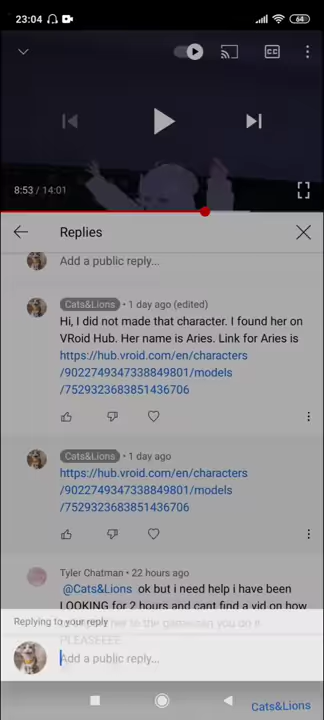 23:04
64
CC
8:53 / 14:01
Replies
Add a public reply...
Cats&Lions • 1 day ago (edited)
Hi, I did not made that character. I found her on
VRoid Hub. Her name is Aries. Link for Aries is
https://hub.vroid.com/en/characters
/9022749347338849801/models
/7529323683851436706
Cats&Lions • 1 day ago
https://hub.vroid.com/en/characters
/9022749347338849801/models
/7529323683851436706
Tyler Chatman • 22 hours ago
@Cats&Lions ok but i need help i have been
LOOKING for 2 hours and cant find a vid on how
Replying to your reply
PLEASEEEE
Add a public reply...
Cats&Lions